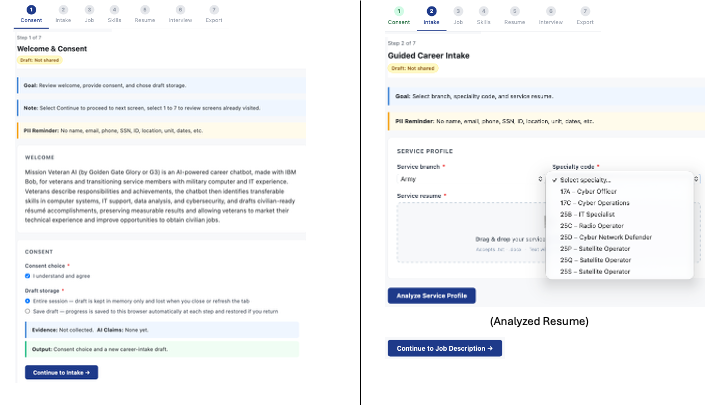 1 2 3 4 5 6 7
Consent Intake Job Skills Resume Interview Export
Step 1 of 7
Welcome & Consent
Draft: Not shared
Goal: Review welcome, provide consent, and chose draft storage.
Note: Select Continue to proceed to next screen, select 1 to 7 to review screens already visited.
PII Reminder: No name, email, phone, SSN, ID, location, unit, dates, etc.
WELCOME
Mission Veteran AI (by Golden Gate Glory or G3) is an AI-powered career chatbot, made with IBM
Bob, for veterans and transitioning service members with military computer and IT experience.
Veterans describe responsibilities and achievements, the chatbot then identifies transferable
skills in computer systems, IT support, data analysis, and cybersecurity, and drafts civilian-ready
résumé accomplishments, preserving measurable results and allowing veterans to market their
technical experience and improve opportunities to obtain civilian jobs.
CONSENT
Consent choice *
I understand and agree
Draft storage *
Entire session — draft is kept in memory only and lost when you close or refresh the tab
Save draft — progress is saved to this browser automatically at each step and restored if you return
Evidence: Not collected. AI Claims: None yet.
Output: Consent choice and a new career-intake draft.
Continue to Intake →
1 2 3 4 5 6 7
Consent Intake Job Skills Resume Interview Export
Step 2 of 7
Guided Career Intake
Draft: Not shared
Goal: Select branch, speciality code, and service resume.
PII Reminder: No name, email, phone, SSN, ID, location, unit, dates, etc.
SERVICE PROFILE
Service branch *
Specialty code *
Army
✓ Select specialty...
17A – Cyber Officer
17C – Cyber Operations
25B – IT Specialist
25C – Radio Operator
25D – Cyber Network Defender
25P – Satellite Operator
25Q – Satellite Operator
25S – Satellite Operator
Service resume *
Drag & drop your service
Analyze Service Profile
(Analyzed Resume)
Continue to Job Description →